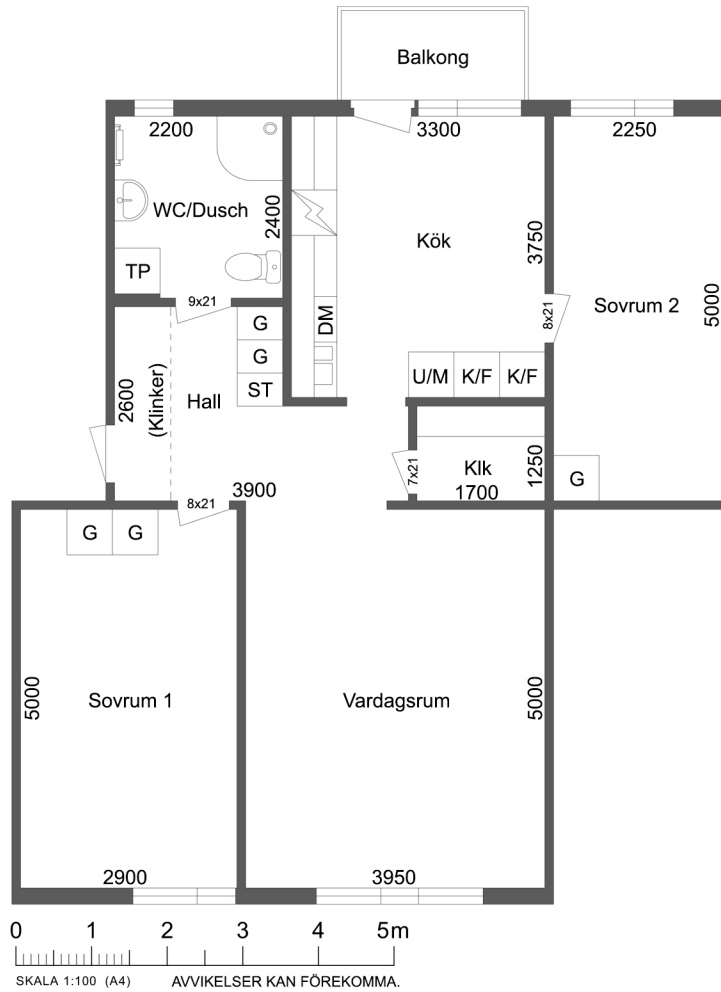 Balkong
2200
3300
2250
WC/Dusch
2400
Kök
3750
TP
9x21
DM
8x21
Sovrum 2
5000
G
G
ST
U/M
K/F
K/F
2600
(Klinker)
Hall
7x21
Klk
1250
1700
G
3900
8x21
G
G
5000
Sovrum 1
Vardagsrum
5000
2900
3950
0 1 2 3 4 5m
SKALA 1:100 (A4) AVVIKELSER KAN FÖREKOMMA.